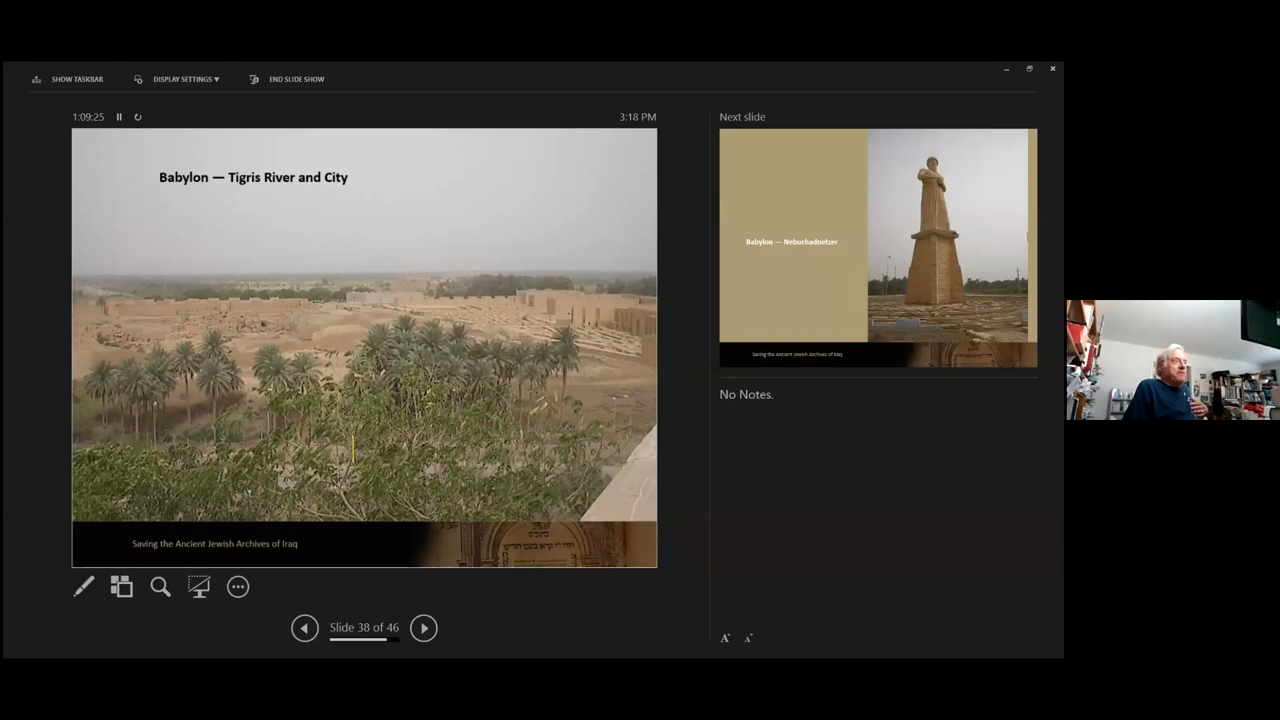 SHOW TASKBAR
DISPLAY SETTINGS ▾
END SLIDE SHOW
1:09:25
3:18 PM
Babylon — Tigris River and City
Saving the Ancient Jewish Archives of Iraq
Slide 38 of 46
Next slide
Babylon — Nebuchadnetzer
Saving the Ancient Jewish Archives of Iraq
No Notes.
A
A